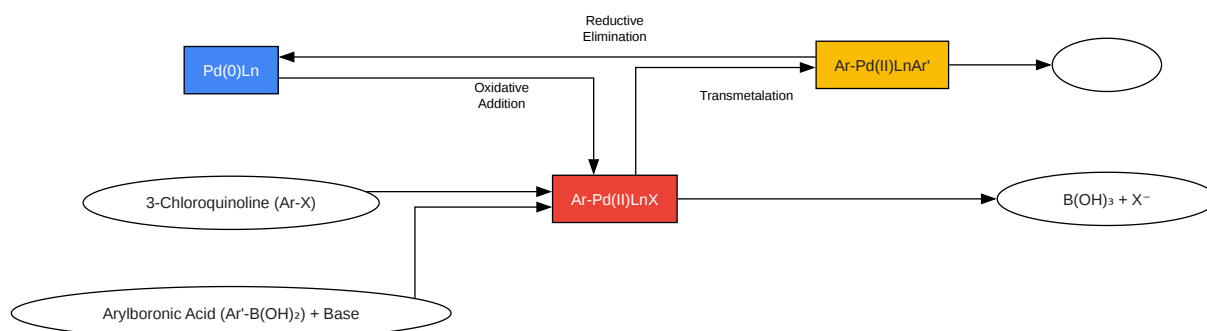 Reductive
Elimination
Pd(0)Ln
Ar-Pd(II)LnAr'
Oxidative
Addition
Transmetalation
3-Chloroquinoline (Ar-X)
Ar-Pd(II)LnX
B(OH)₃ + X⁻
Arylboronic Acid (Ar'-B(OH)₂) + Base